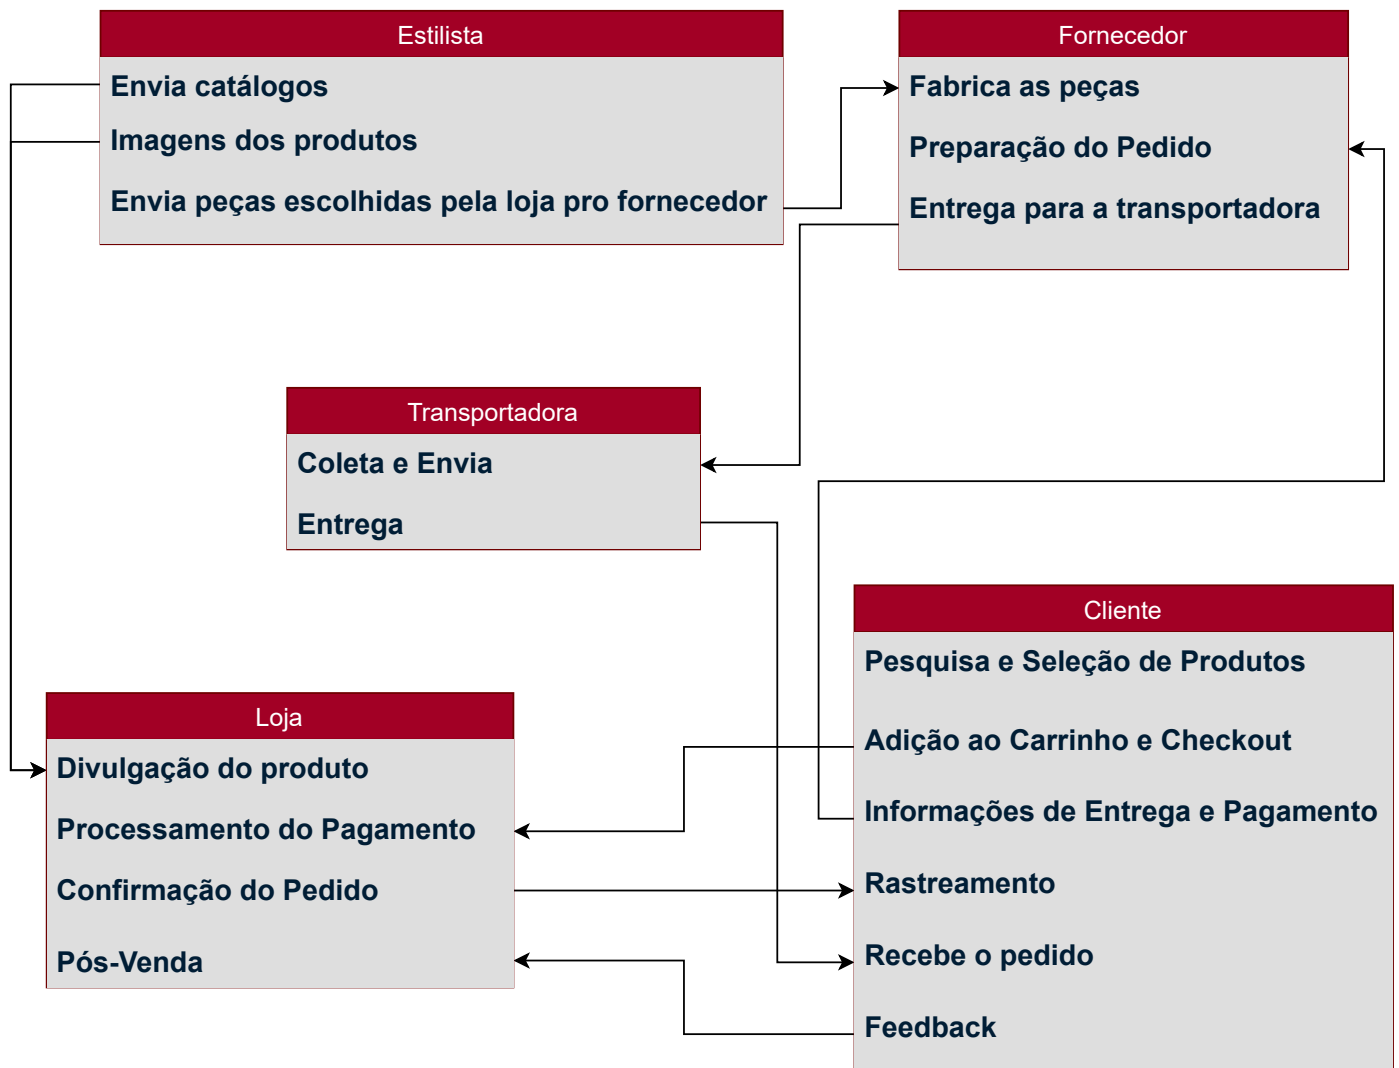 Estilista
Envia catálogos
Imagens dos produtos
Envia peças escolhidas pela loja pro fornecedor
Fornecedor
Fabrica as peças
Preparação do Pedido
Entrega para a transportadora
Transportadora
Coleta e Envia
Entrega
Loja
Divulgação do produto
Processamento do Pagamento
Confirmação do Pedido
Pós-Venda
Cliente
Pesquisa e Seleção de Produtos
Adição ao Carrinho e Checkout
Informações de Entrega e Pagamento
Rastreamento
Recebe o pedido
Feedback